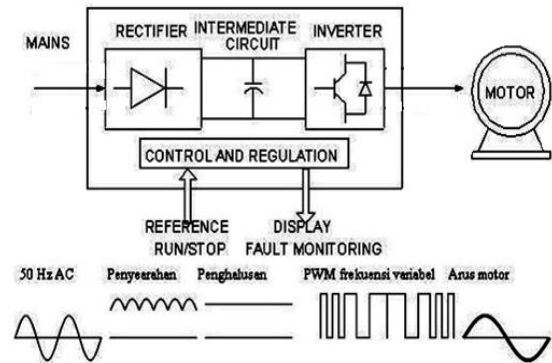 MAINS
RECTIFIER
INTERMEDIATE
CIRCUIT
INVERTER
MOTOR
CONTROL AND REGULATION
REFERENCE
RUN/STOP
DISPLAY
FAULT MONITORING
50 Hz AC
Penyearahan
Penghalusan
PWM frekuensi variabel
Arus motor